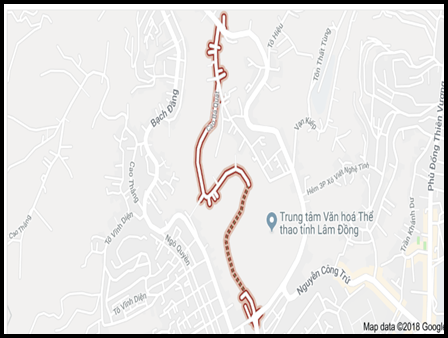 Tô Hiệu
Tôn Thất Tùng
Bạch Đằng
Vạn Kiếp
Phù Đổng Thiên Vương
Cao Thắng
Hẻm 3P Xô Viết Nghệ Tĩnh
Cao Thắng
Tô Vĩnh Diện
Trung tâm Văn hoá Thể
thao tỉnh Lâm Đồng
Trần Khánh Dư
Ngô Quyền
Tô Vĩnh Diện
Nguyễn Công Trứ
Map data ©2018 Google